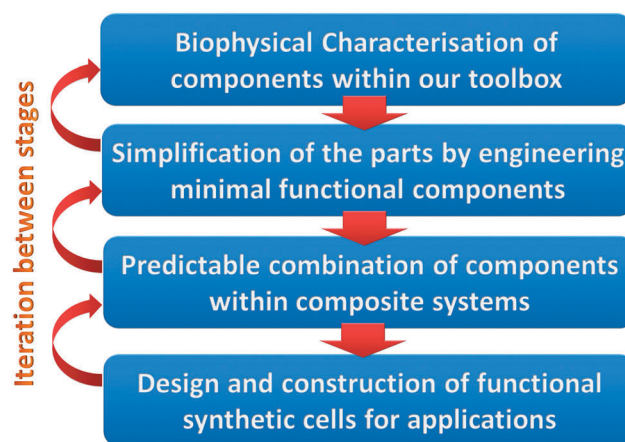 Biophysical Characterisation of
components within our toolbox
Simplification of the parts by engineering
minimal functional components
Predictable combination of components
within composite systems
Design and construction of functional
synthetic cells for applications
Iteration between stages